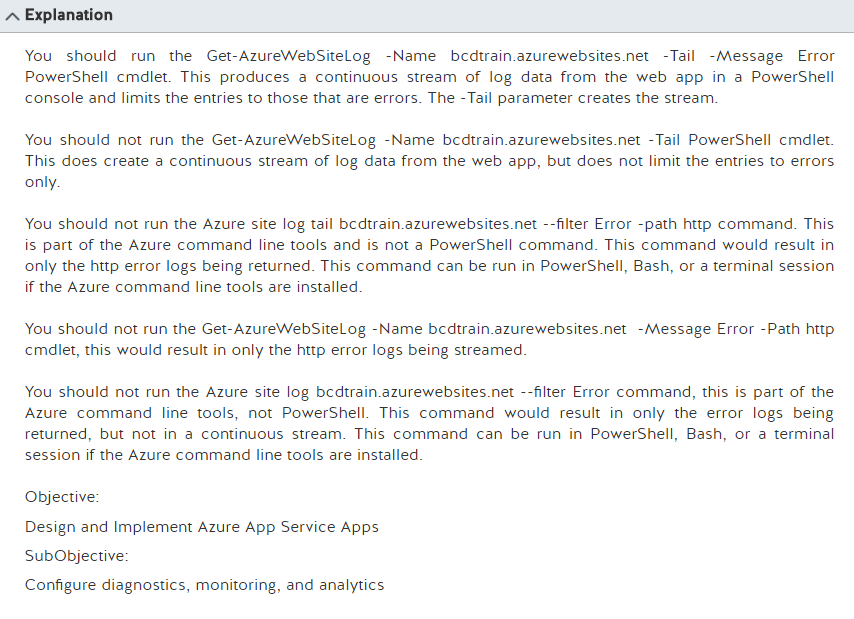 Explanation
You should run the Get-AzureWebSiteLog -Name bcdtrain.azurewebsites.net -Tail -Message Error
PowerShell cmdlet. This produces a continuous stream of log data from the web app in a PowerShell
console and limits the entries to those that are errors. The -Tail parameter creates the stream.
You should not run the Get-AzureWebSiteLog -Name bcdtrain.azurewebsites.net -Tail PowerShell cmdlet.
This does create a continuous stream of log data from the web app, but does not limit the entries to errors
only.
You should not run the Azure site log tail bcdtrain.azurewebsites.net --filter Error -path http command. This
is part of the Azure command line tools and is not a PowerShell command. This command would result in
only the http error logs being returned. This command can be run in PowerShell, Bash, or a terminal session
if the Azure command line tools are installed.
You should not run the Get-AzureWebSiteLog -Name bcdtrain.azurewebsites.net -Message Error -Path http
cmdlet, this would result in only the http error logs being streamed.
You should not run the Azure site log bcdtrain.azurewebsites.net --filter Error command, this is part of the
Azure command line tools, not PowerShell. This command would result in only the error logs being
returned, but not in a continuous stream. This command can be run in PowerShell, Bash, or a terminal
session if the Azure command line tools are installed.
Objective:
Design and Implement Azure App Service Apps
SubObjective:
Configure diagnostics, monitoring, and analytics